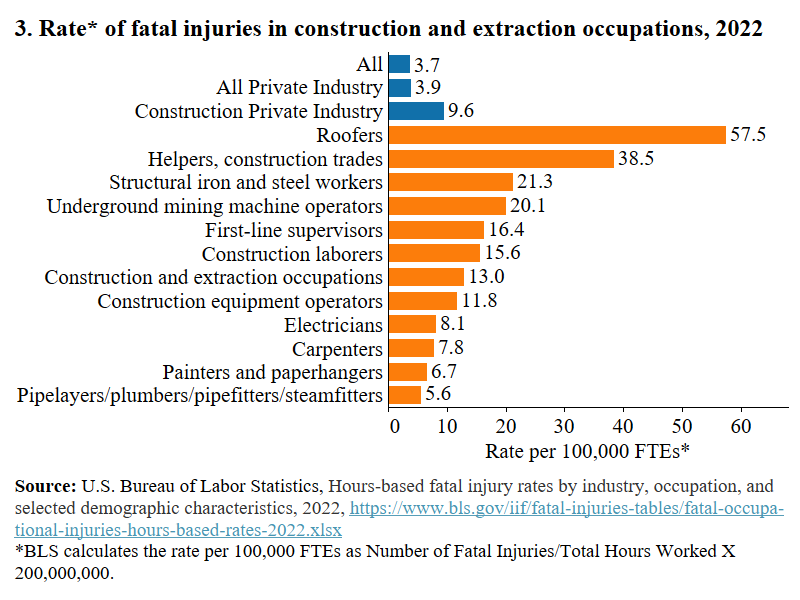 3. Rate* of fatal injuries in construction and extraction occupations, 2022
All 3.7
All Private Industry 3.9
Construction Private Industry 9.6
Roofers 57.5
Helpers, construction trades 38.5
Structural iron and steel workers 21.3
Underground mining machine operators 20.1
First-line supervisors 16.4
Construction laborers 15.6
Construction and extraction occupations 13.0
Construction equipment operators 11.8
Electricians 8.1
Carpenters 7.8
Painters and paperhangers 6.7
Pipelayers/plumbers/pipefitters/steamfitters 5.6
0 10 20 30 40 50 60
Rate per 100,000 FTEs*
Source: U.S. Bureau of Labor Statistics, Hours-based fatal injury rates by industry, occupation, and
selected demographic characteristics, 2022, https://www.bls.gov/iif/fatal-injuries-tables/fatal-occupa-
tional-injuries-hours-based-rates-2022.xlsx
*BLS calculates the rate per 100,000 FTEs as Number of Fatal Injuries/Total Hours Worked X
200,000,000.